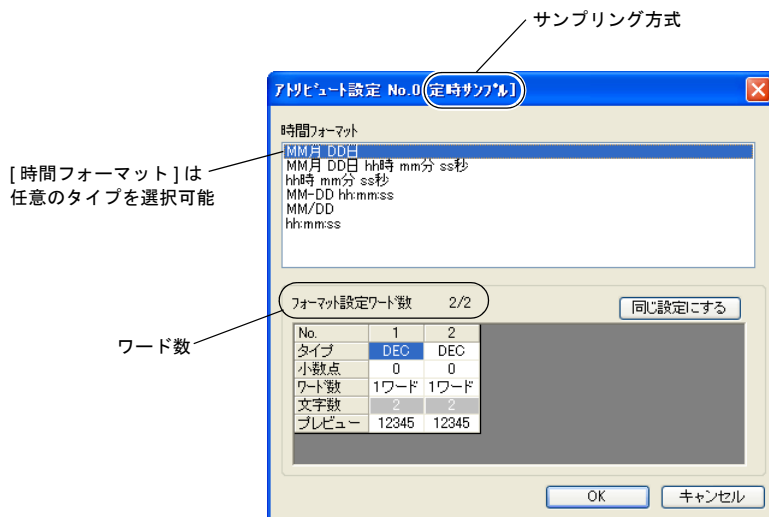 サンプリング方式
アトリビュート設定 No.0[定時サンプル]
時間フォーマット
MM月 DD日
MM月 DD日 hh時 mm分 ss秒
hh時 mm分 ss秒
MM-DD hh:mm:ss
MM/DD
hh:mm:ss
[ 時間フォーマット ] は
任意のタイプを選択可能
フォーマット設定ワード数 2/2
同じ設定にする
ワード数
No. 1 2
タイプ DEC DEC
小数点 0 0
ワード数 1ワード 1ワード
文字数 2 2
プレビュー 12345 12345
OK キャンセル